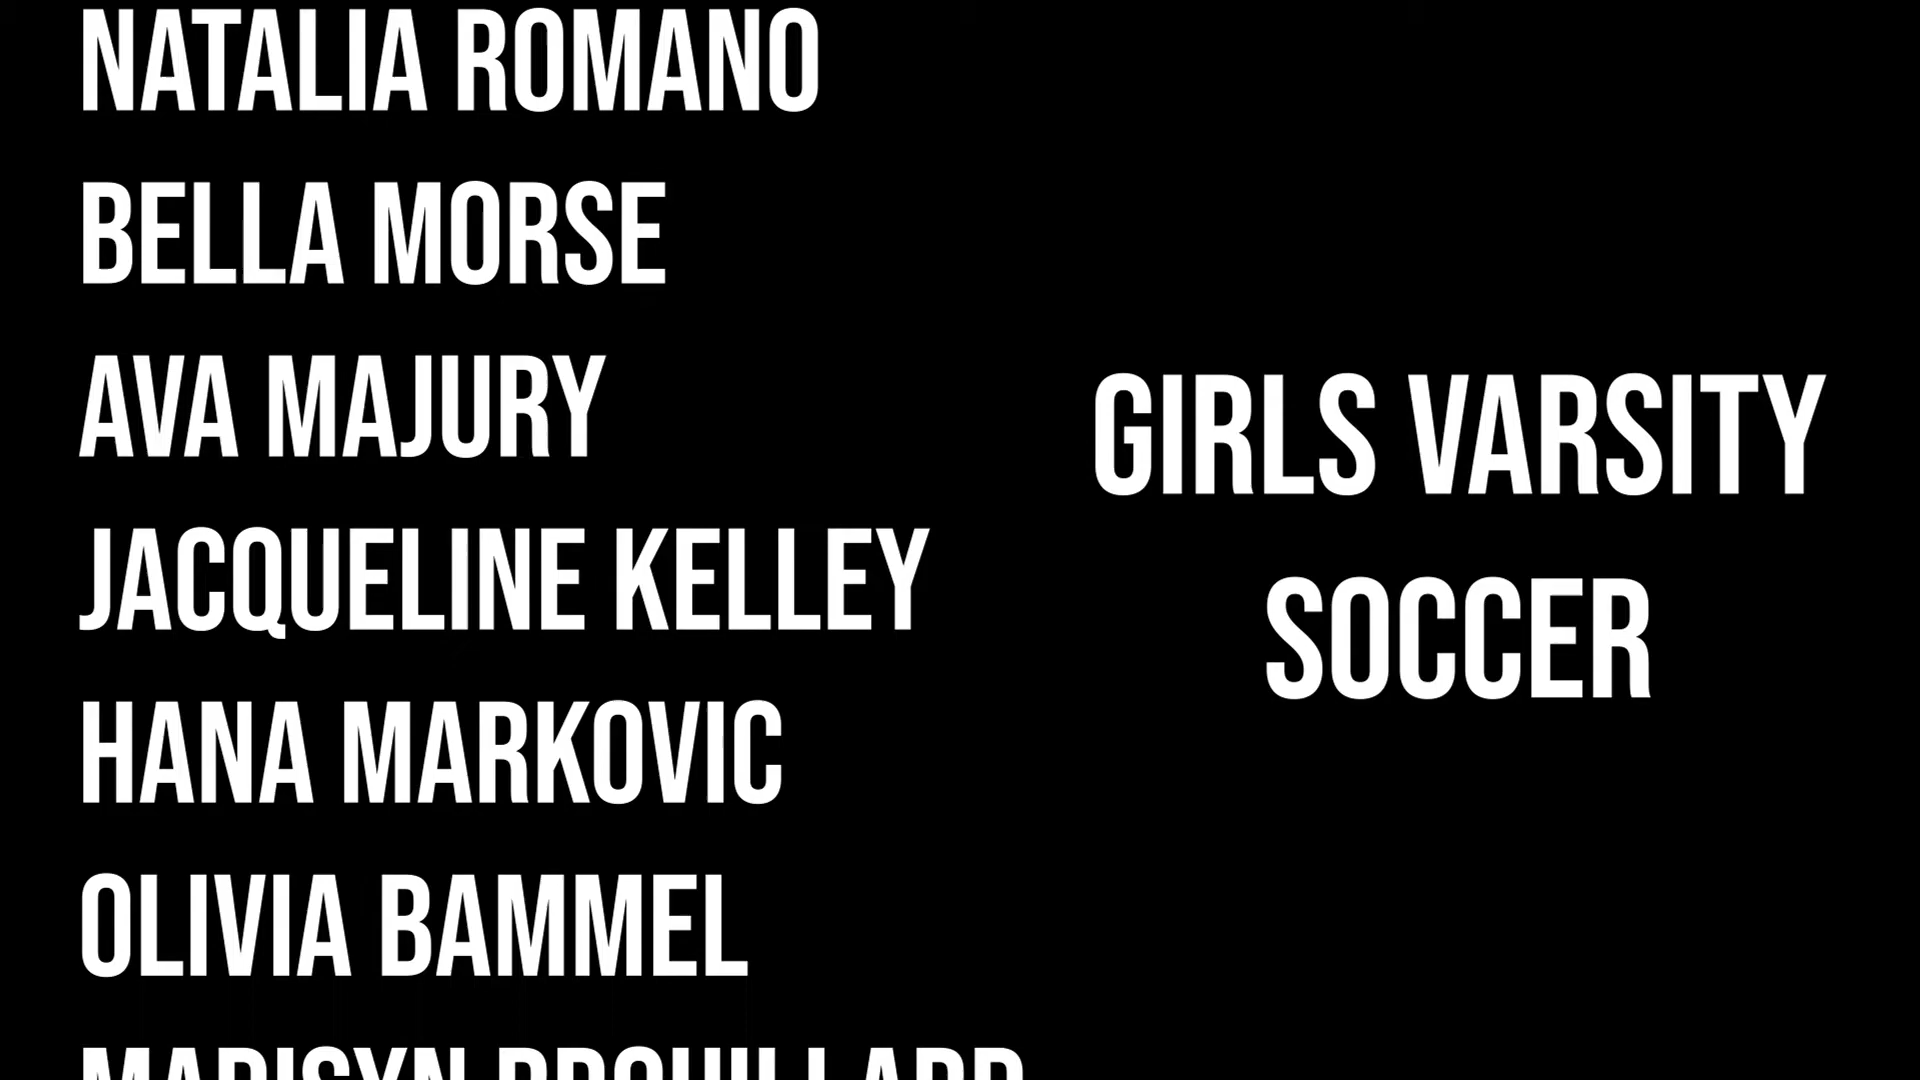 NATALIA ROMANO
BELLA MORSE
AVA MAJURY
JACQUELINE KELLEY
HANA MARKOVIC
OLIVIA BAMMEL
GIRLS VARSITY
SOCCER